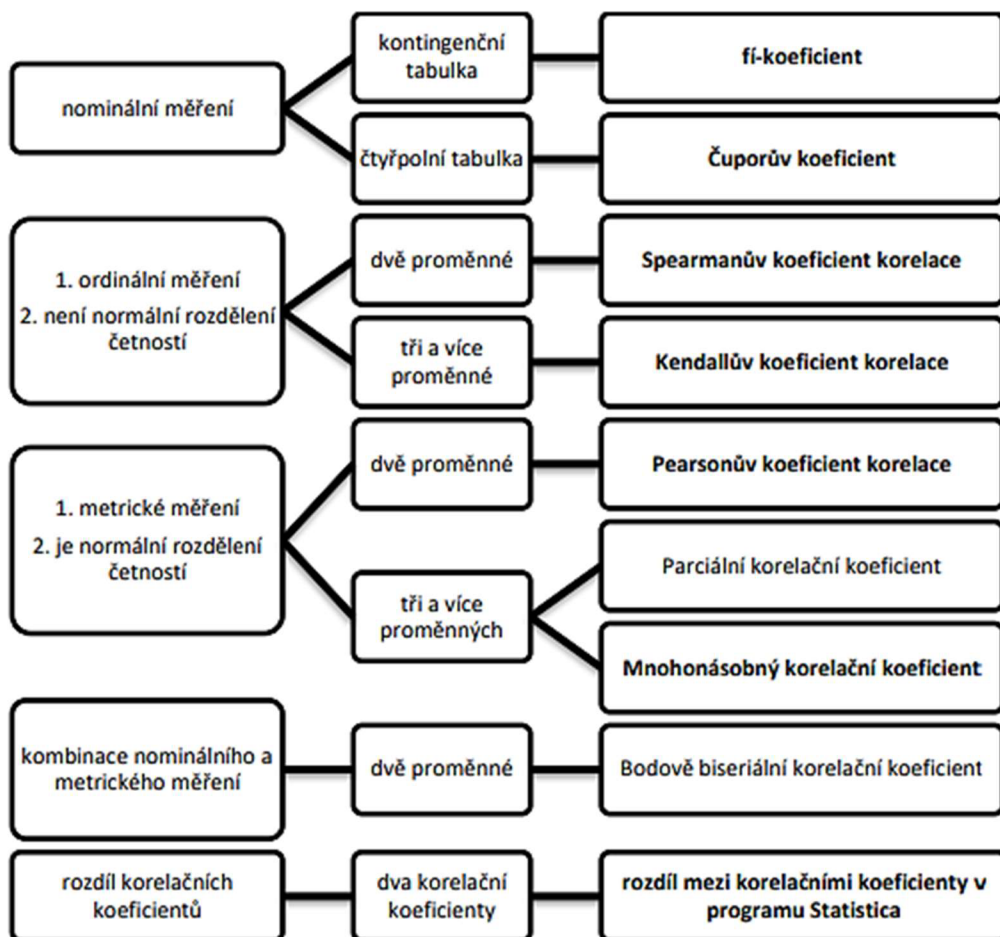 nominální měření
kontingenční
tabulka
fí-koeficient
čtyřpolní tabulka
Čuporův koeficient
1. ordinální měření
2. není normální rozdělení
četností
dvě proměnné
Spearmanův koeficient korelace
tři a více
proměnné
Kendallův koeficient korelace
1. metrické měření
2. je normální rozdělení
četností
dvě proměnné
Pearsonův koeficient korelace
tři a více
proměnných
Parciální korelační koeficient
Mnohonásobný korelační koeficient
kombinace nominálního a
metrického měření
dvě proměnné
Bodově biseriální korelační koeficient
rozdíl korelačních
koeficientů
dva korelační
koeficienty
rozdíl mezi korelačními koeficienty v
programu Statistica